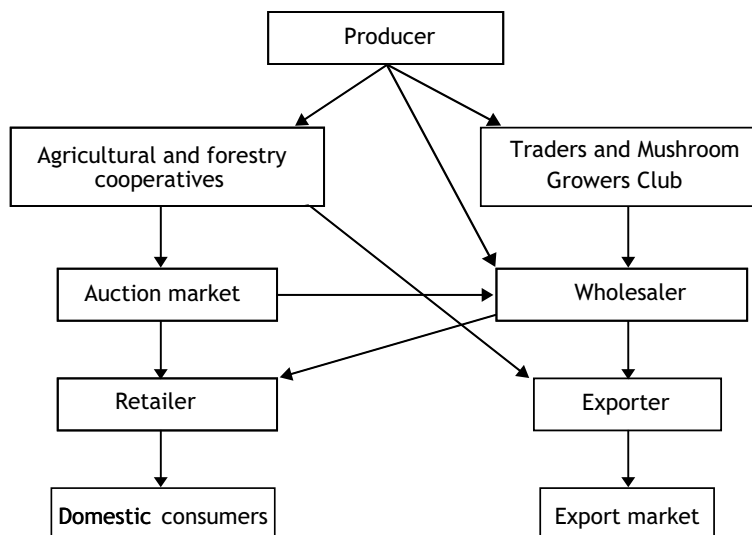 Producer
Agricultural and forestry
cooperatives
Traders and Mushroom
Growers Club
Auction market
Wholesaler
Retailer
Exporter
Domestic consumers
Export market